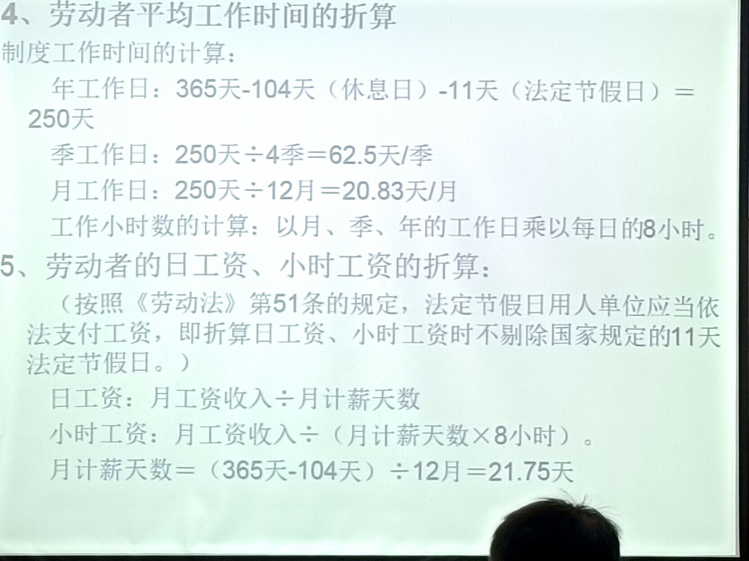 4、劳动者平均工作时间的折算
制度工作时间的计算：
年工作日：365天-104天（休息日）-11天（法定节假日）＝
250天
季工作日：250天÷4季＝62.5天/季
月工作日：250天÷12月＝20.83天/月
工作小时数的计算：以月、季、年的工作日乘以每日的8小时。
5、劳动者的日工资、小时工资的折算：
（按照《劳动法》第51条的规定，法定节假日用人单位应当依
法支付工资，即折算日工资、小时工资时不剔除国家规定的11天
法定节假日。）
日工资：月工资收入÷月计薪天数
小时工资：月工资收入÷（月计薪天数×8小时）。
月计薪天数＝（365天-104天）÷12月＝21.75天